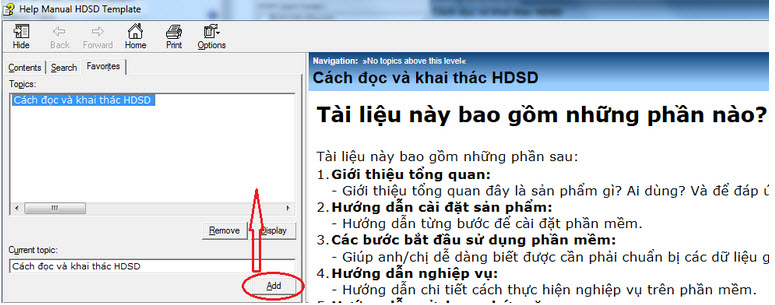 Help Manual HDSD Template
Hide Back Forward Home Print Options
Contents Search Favorites
Topics:
Cách đọc và khai thác HDSD
Remove Display
Current topic:
Cách đọc và khai thác HDSD
Add
Navigation: »No topics above this level«
Cách đọc và khai thác HDSD
Tài liệu này bao gồm những phần nào?
Tài liệu này bao gồm những phần sau:
1. Giới thiệu tổng quan:
- Giới thiệu tổng quan đây là sản phẩm gì? Ai dùng? Và để đáp ứ
2. Hướng dẫn cài đặt sản phẩm:
- Hướng dẫn từng bước để cài đặt phần mềm.
3. Các bước bắt đầu sử dụng phần mềm:
- Giúp anh/chị dễ dàng biết được cần phải chuẩn bị các dữ liệu g
4. Hướng dẫn nghiệp vụ:
- Hướng dẫn chi tiết cách thực hiện nghiệp vụ trên phần mềm.